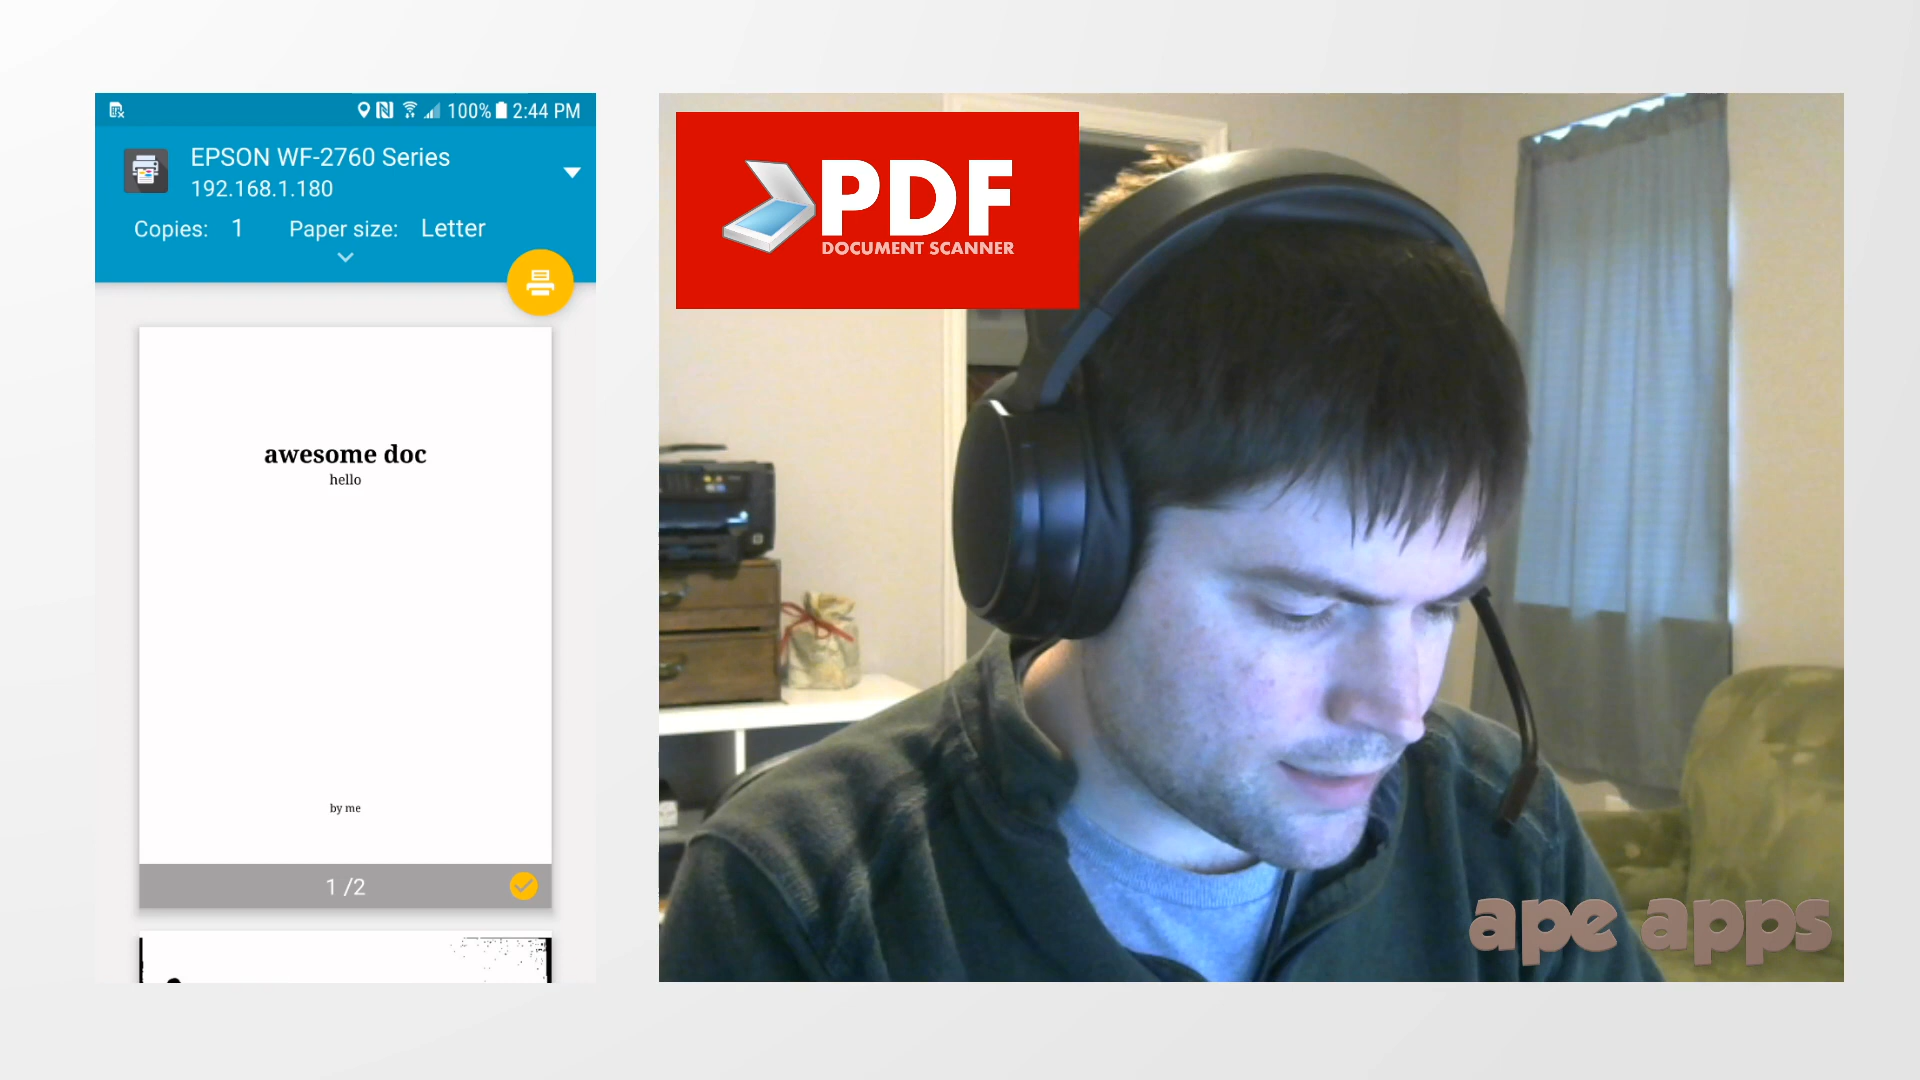 100% 2:44 PM
EPSON WF-2760 Series
192.168.1.180
Copies: 1 Paper size: Letter
awesome doc
hello
by me
1 /2
PDF
DOCUMENT SCANNER
ape apps